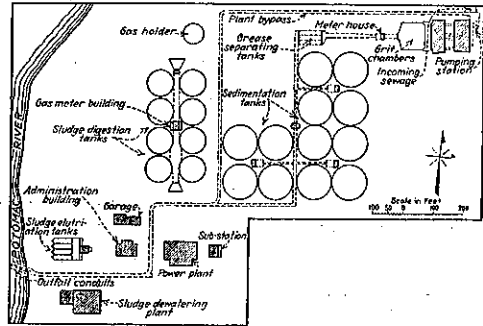 Gas holder
Plant bypass
Meter house
Grease
separating
tanks
Grit
chambers
Incoming
sewage
Pumping
station
Gas meter building
Sedimentation
tanks
Sludge digestion
tanks
POTOMAC RIVER
Administration
building
Garage
Sludge elutri-
ation tanks
Sub-station
Power plant
Outfall conduits
Sludge dewatering
plant
Scale in Feet
100 50 0 100 200